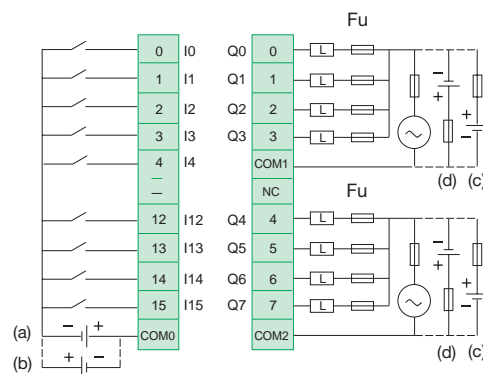 Fu
0 I0 Q0 0 L
1 I1 Q1 1 L
2 I2 Q2 2 L
3 I3 Q3 3 L
4 I4 COM1
NC
(d) (c)
Fu
12 I12 Q4 4 L
13 I13 Q5 5 L
14 I14 Q6 6 L
15 I15 Q7 7 L
(a) − + COM0 COM2
(b) + −
(d) (c)
− + + −
− + + −